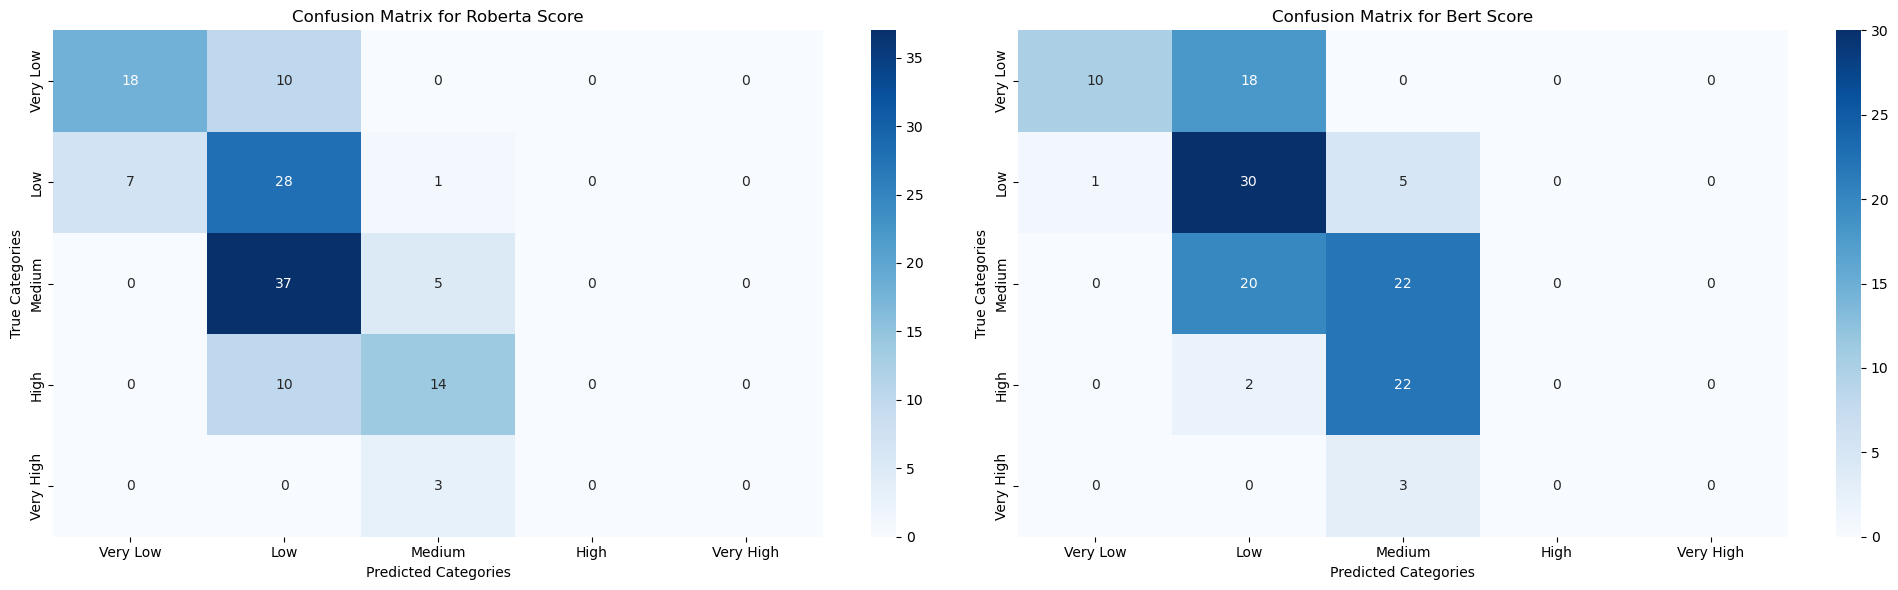 Confusion Matrix for Roberta Score
True Categories
Very Low
18 10 0 0 0
Low
7 28 1 0 0
Medium
0 37 5 0 0
High
0 10 14 0 0
Very High
0 0 3 0 0
Very Low Low Medium High Very High
Predicted Categories
35
30
25
20
15
10
5
0
Confusion Matrix for Bert Score
True Categories
Very Low
10 18 0 0 0
Low
1 30 5 0 0
Medium
0 20 22 0 0
High
0 2 22 0 0
Very High
0 0 3 0 0
Very Low Low Medium High Very High
Predicted Categories
30
25
20
15
10
5
0